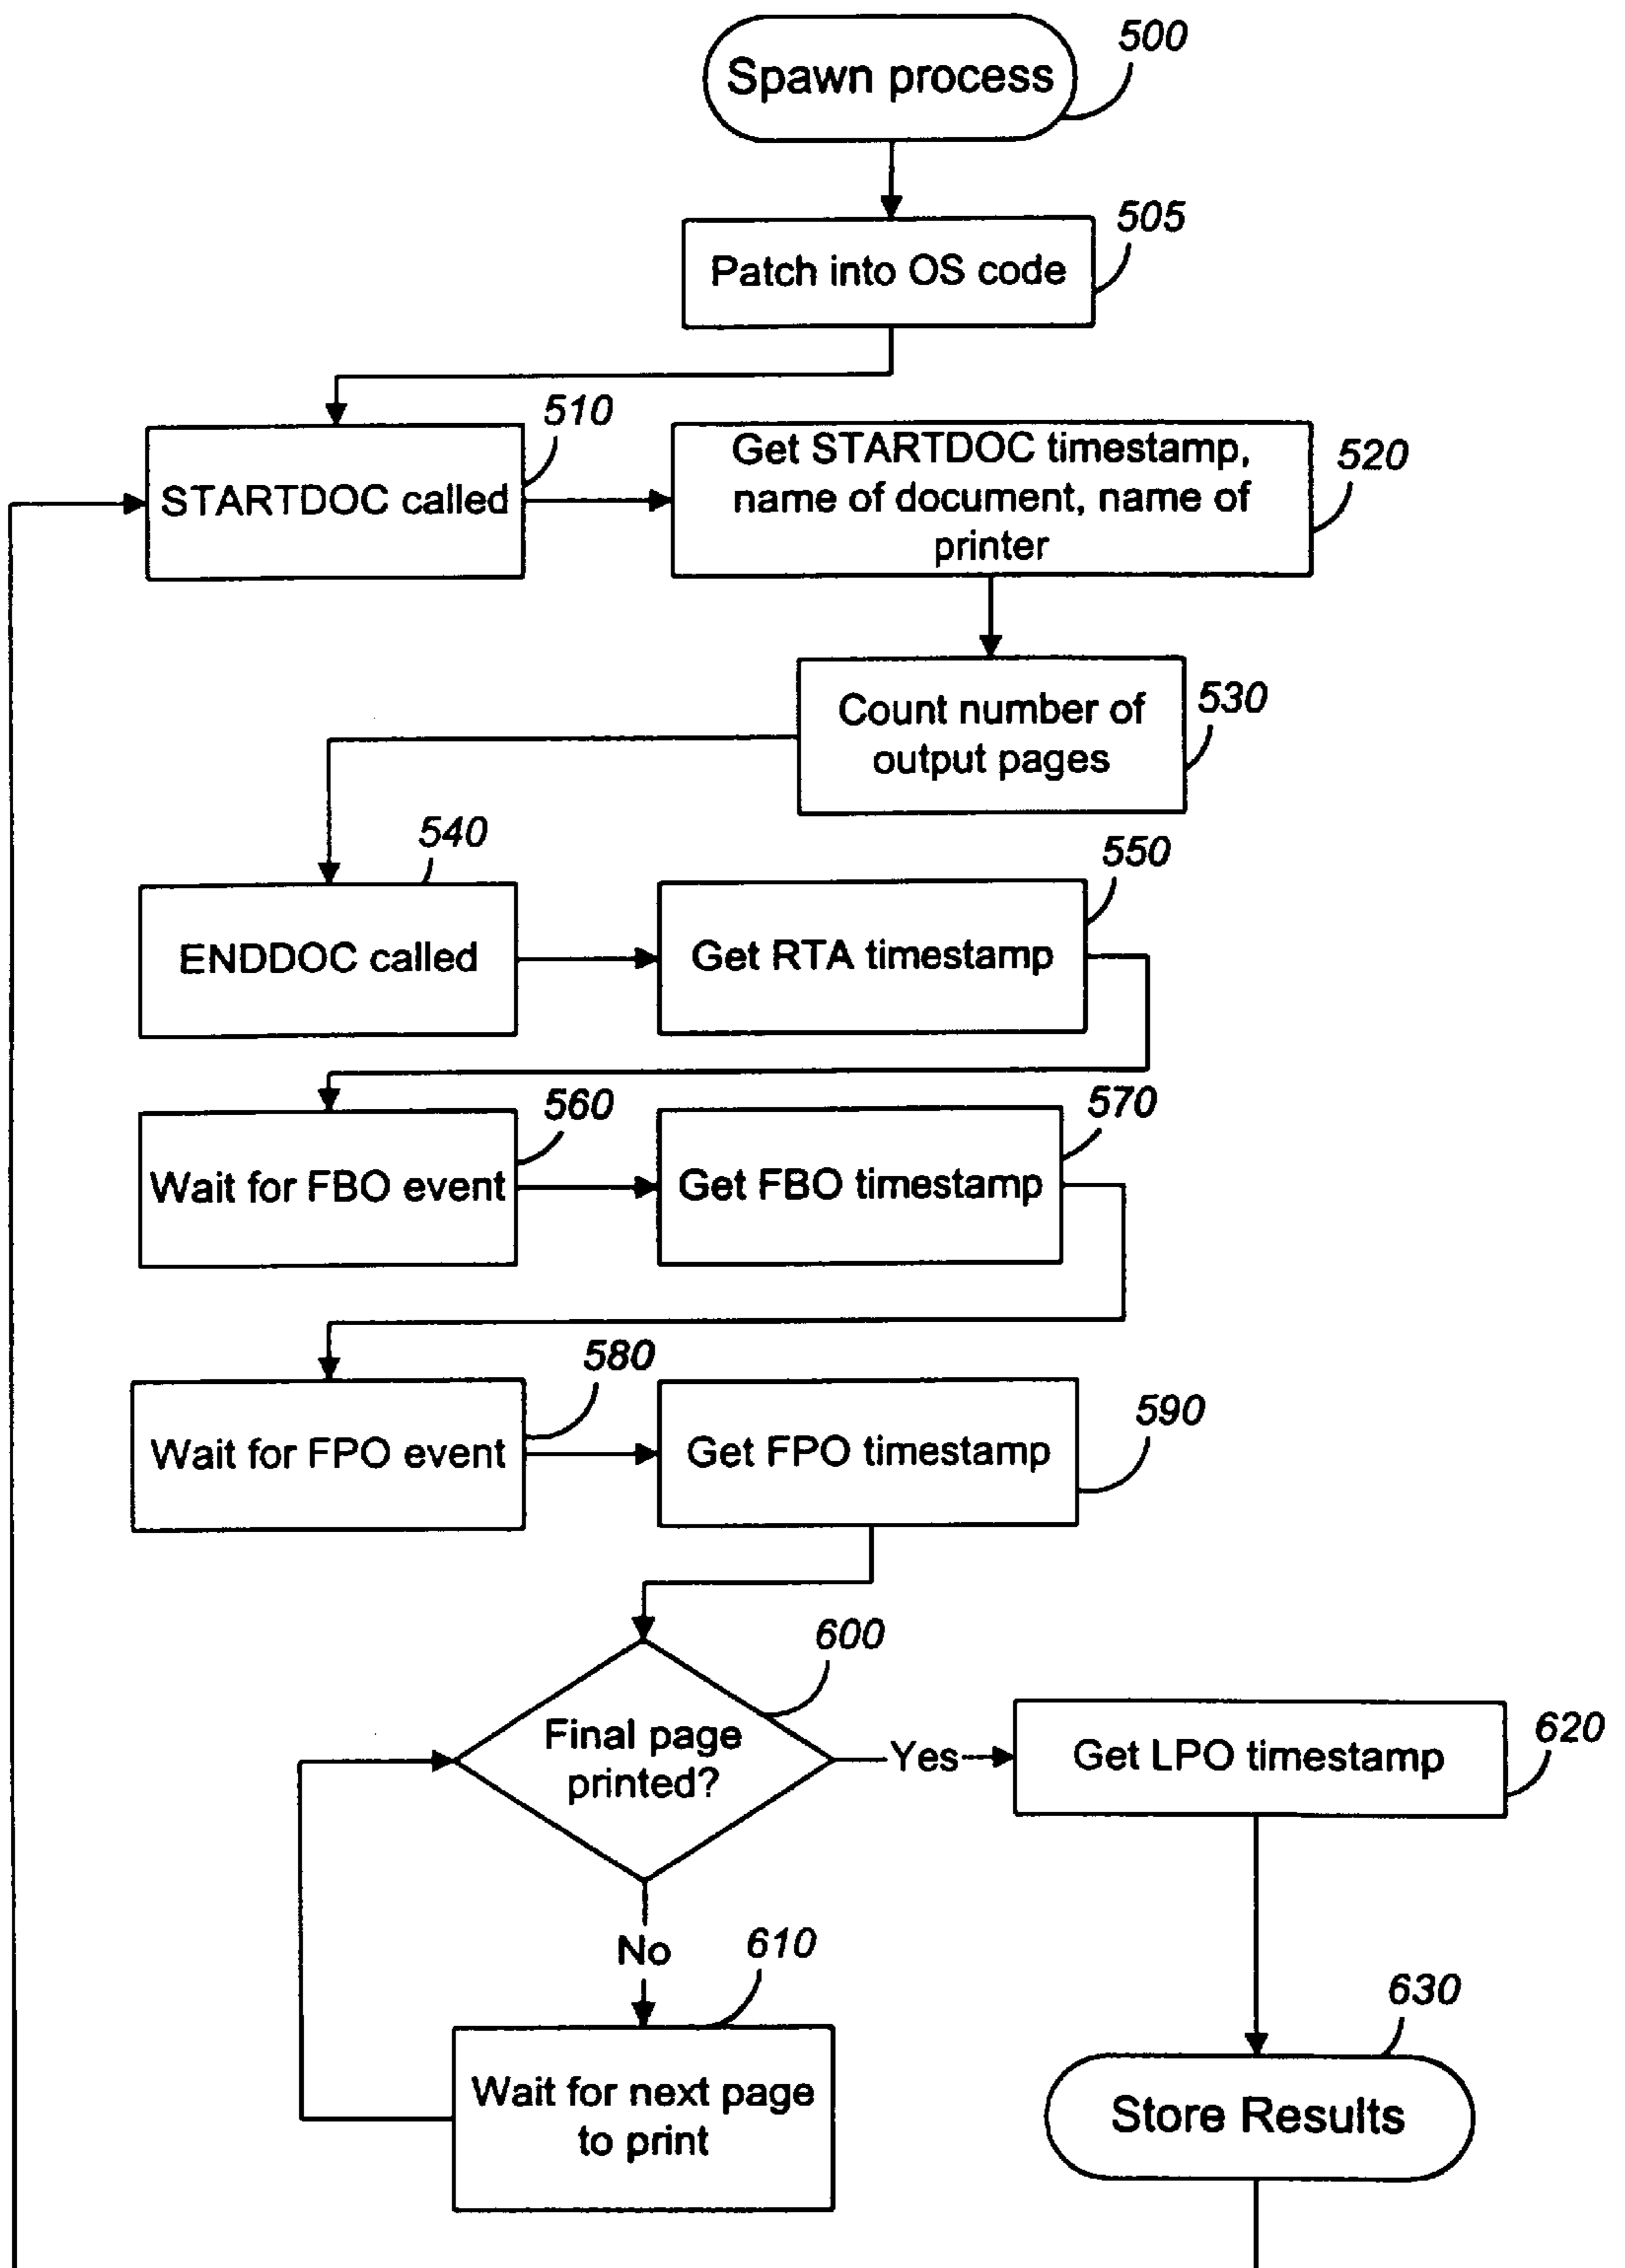 Spawn process
500
Patch into OS code
505
STARTDOC called
510
Get STARTDOC timestamp,
name of document, name of
printer
520
Count number of
output pages
530
ENDDOC called
540
Get RTA timestamp
550
Wait for FBO event
560
Get FBO timestamp
570
Wait for FPO event
580
Get FPO timestamp
590
Final page
printed?
600
Yes
Get LPO timestamp
620
No
Wait for next page
to print
610
Store Results
630